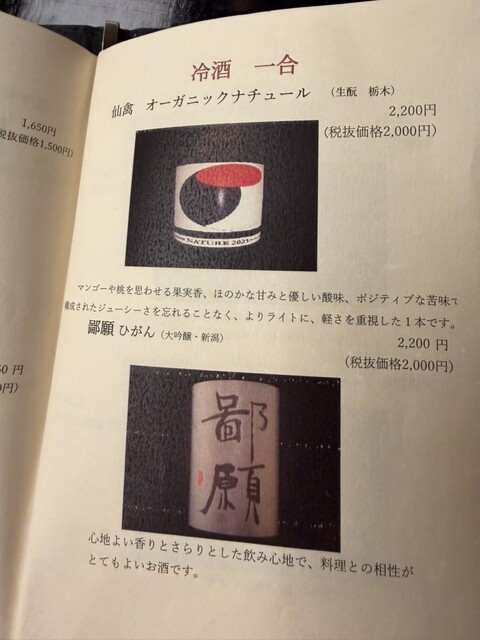 冷酒 一合
仙禽 オーガニックナチュール (生酛 栃木)
2,200円
(税抜価格2,000円)
1,650円
税抜価格1,500円)
NATURE 2021
マンゴーや桃を思わせる果実香、ほのかな甘みと優しい酸味、ポジティブな苦味で
構成されたジューシーさを忘れることなく、よりライトに、軽さを重視した1本です。
鄙願 ひがん (大吟醸・新潟)
2,200 円
(税抜価格2,000円)
50 円
0円)
鄙願
心地よい香りとさらりとした飲み心地で、料理との相性が
とてもよいお酒です。